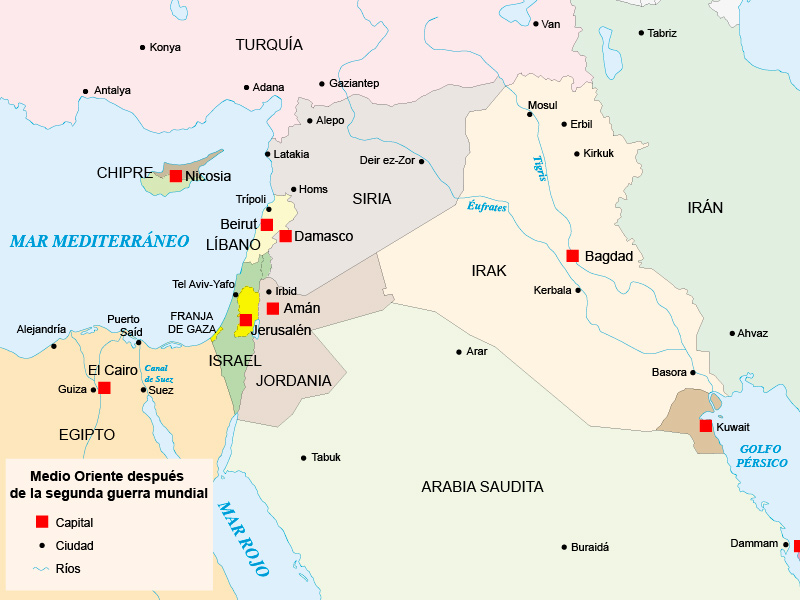 Van
Tabriz
TURQUÍA
Konya
Gaziantep
Adana
Antalya
Mosul
Alepo
Erbil
Latakia
Kirkuk
Deir ez-Zor
Tigris
CHIPRE
Nicosia
Homs
SIRIA
Trípoli
Éufrates
IRÁN
Beirut
Damasco
MAR MEDITERRÁNEO
LÍBANO
Bagdad
IRAK
Tel Aviv-Yafo
Irbid
Kerbala
Amán
FRANJA
DE GAZA
Puerto
Saíd
Alejandría
Jerusalén
Ahvaz
Arar
ISRAEL
El Cairo
Canal
de Suez
JORDANIA
Basora
Guiza
Suez
Kuwait
EGIPTO
GOLFO
PÉRSICO
Tabuk
ARABIA SAUDITA
MAR ROJO
Dammam
Buraidá
Medio Oriente después
de la segunda guerra mundial
Capital
Ciudad
Ríos